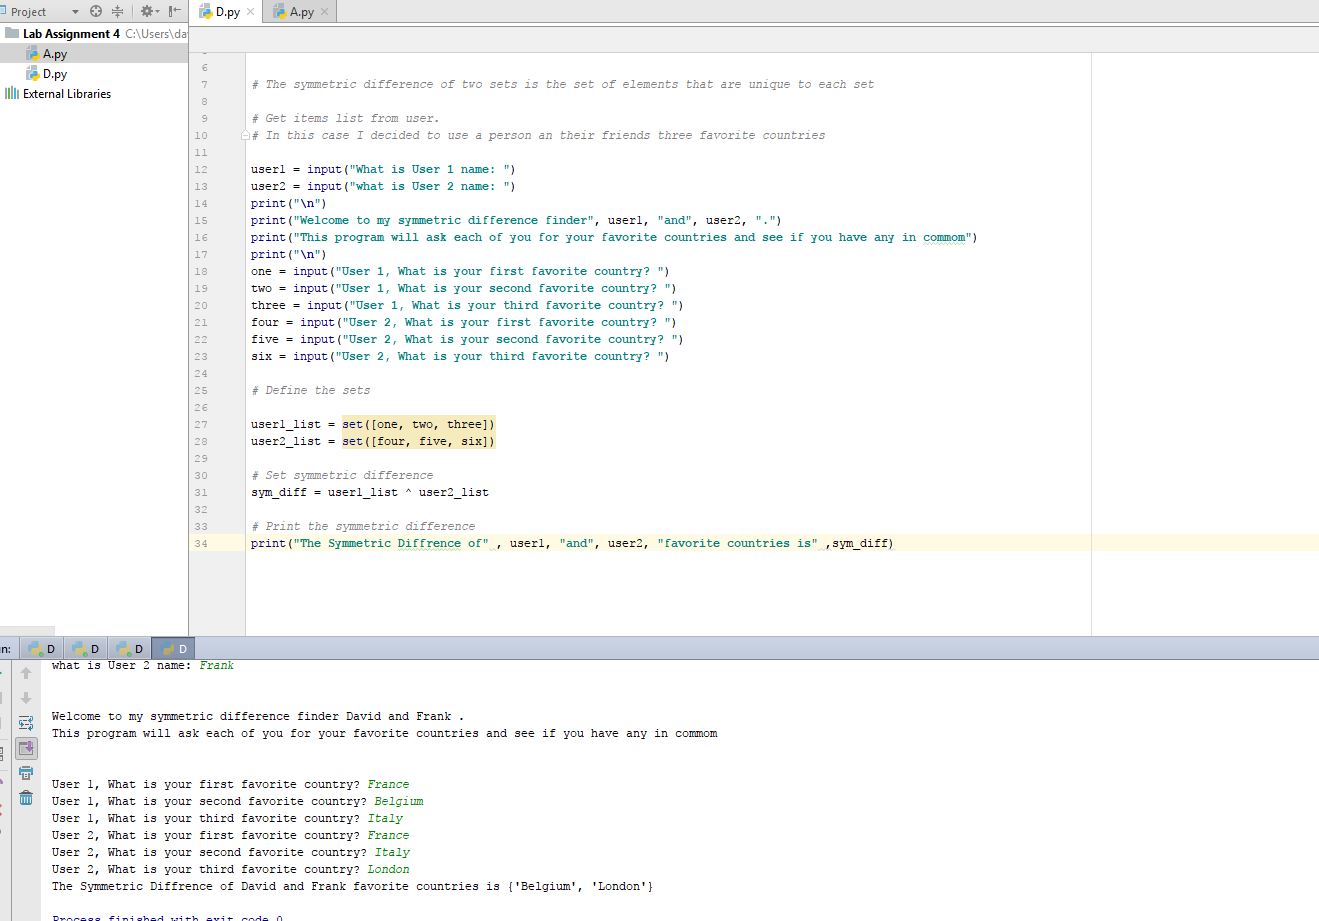 Project
D.py
A.py
Lab Assignment 4 C:\Users\da
A.py
D.py
External Libraries
6
7 # The symmetric difference of two sets is the set of elements that are unique to each set
8
9 # Get items list from user.
10 # In this case I decided to use a person an their friends three favorite countries
11
12 user1 = input("What is User 1 name: ")
13 user2 = input("what is User 2 name: ")
14 print("\n")
15 print("Welcome to my symmetric difference finder", user1, "and", user2, ".")
16 print("This program will ask each of you for your favorite countries and see if you have any in commom")
17 print("\n")
18 one = input("User 1, What is your first favorite country? ")
19 two = input("User 1, What is your second favorite country? ")
20 three = input("User 1, What is your third favorite country? ")
21 four = input("User 2, What is your first favorite country? ")
22 five = input("User 2, What is your second favorite country? ")
23 six = input("User 2, What is your third favorite country? ")
24
25 # Define the sets
26
27 user1_list = set([one, two, three])
28 user2_list = set([four, five, six])
29
30 # Set symmetric difference
31 sym_diff = user1_list ^ user2_list
32
33 # Print the symmetric difference
34 print("The Symmetric Diffrence of" , user1, "and", user2, "favorite countries is" ,sym_diff)
n: D D D D
what is User 2 name: Frank
Welcome to my symmetric difference finder David and Frank .
This program will ask each of you for your favorite countries and see if you have any in commom
User 1, What is your first favorite country? France
User 1, What is your second favorite country? Belgium
User 1, What is your third favorite country? Italy
User 2, What is your first favorite country? France
User 2, What is your second favorite country? Italy
User 2, What is your third favorite country? London
The Symmetric Diffrence of David and Frank favorite countries is {'Belgium', 'London'}
Process finished with exit code 0